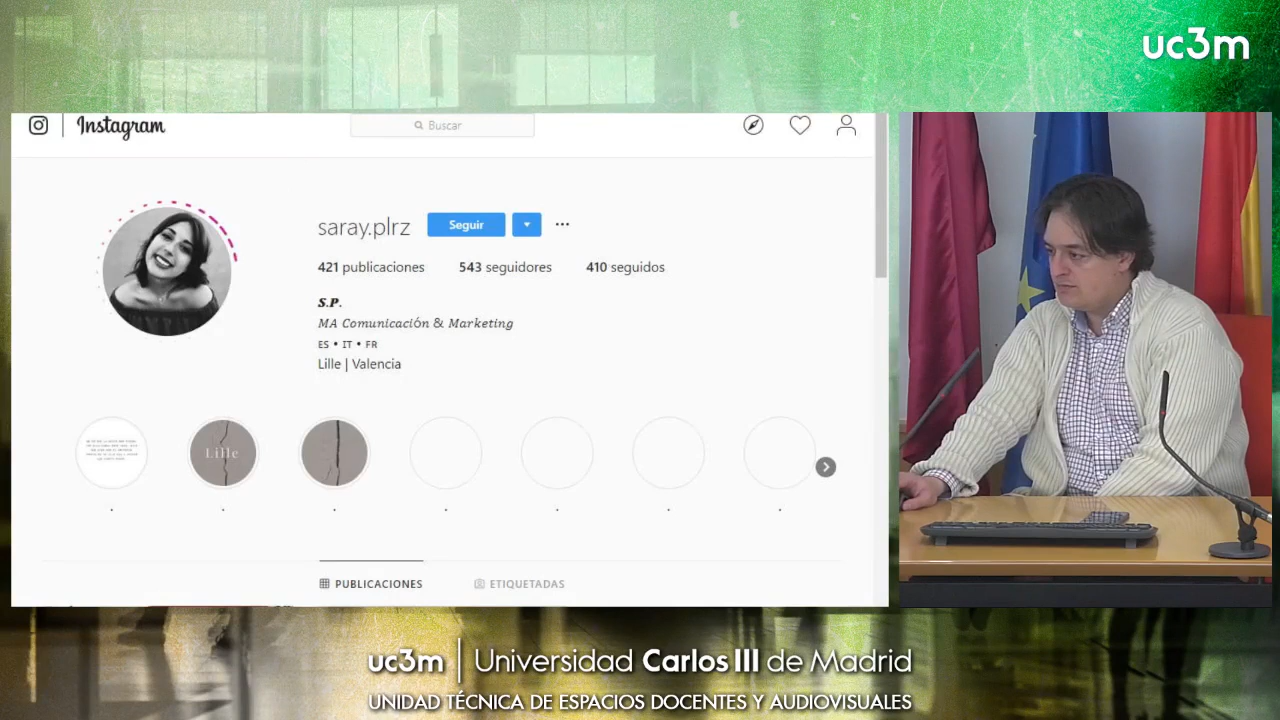 uc3m
Instagram
Buscar
saray.plrz
Seguir
421 publicaciones
543 seguidores
410 seguidos
S.P.
MA Comunicación & Marketing
ES • IT • FR
Lille | Valencia
Lille
PUBLICACIONES
ETIQUETADAS
uc3m | Universidad Carlos III de Madrid
UNIDAD TÉCNICA DE ESPACIOS DOCENTES Y AUDIOVISUALES